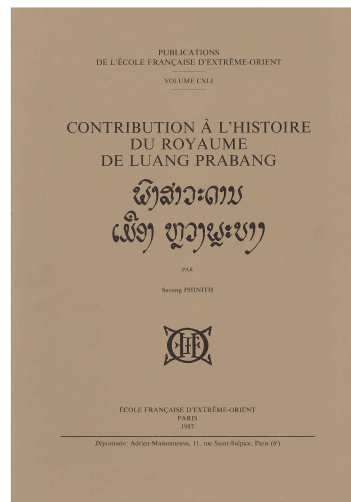 PUBLICATIONS
DE L'ÉCOLE FRANÇAISE D'EXTRÊME-ORIENT
VOLUME CXLI
CONTRIBUTION À L'HISTOIRE
DU ROYAUME
DE LUANG PRABANG
ພົງສາວະດານ
ເມືອງ ຫຼວງພຼະບາງ
PAR
Saveng PHINITH
ÉCOLE FRANÇAISE D'EXTRÊME-ORIENT
PARIS
1987
Dépositaire: Adrien-Maisonneuve, 11, rue Saint-Sulpice, Paris (6e)